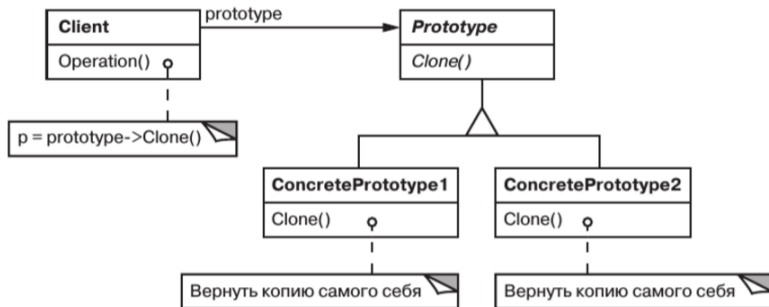 prototype
Client
Prototype
Operation()
Clone()
p = prototype->Clone()
ConcretePrototype1
ConcretePrototype2
Clone()
Clone()
Вернуть копию самого себя
Вернуть копию самого себя